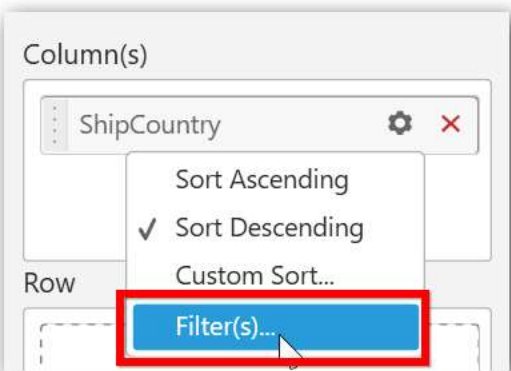 Column(s)
ShipCountry
Sort Ascending
Sort Descending
Custom Sort...
Row
Filter(s)...